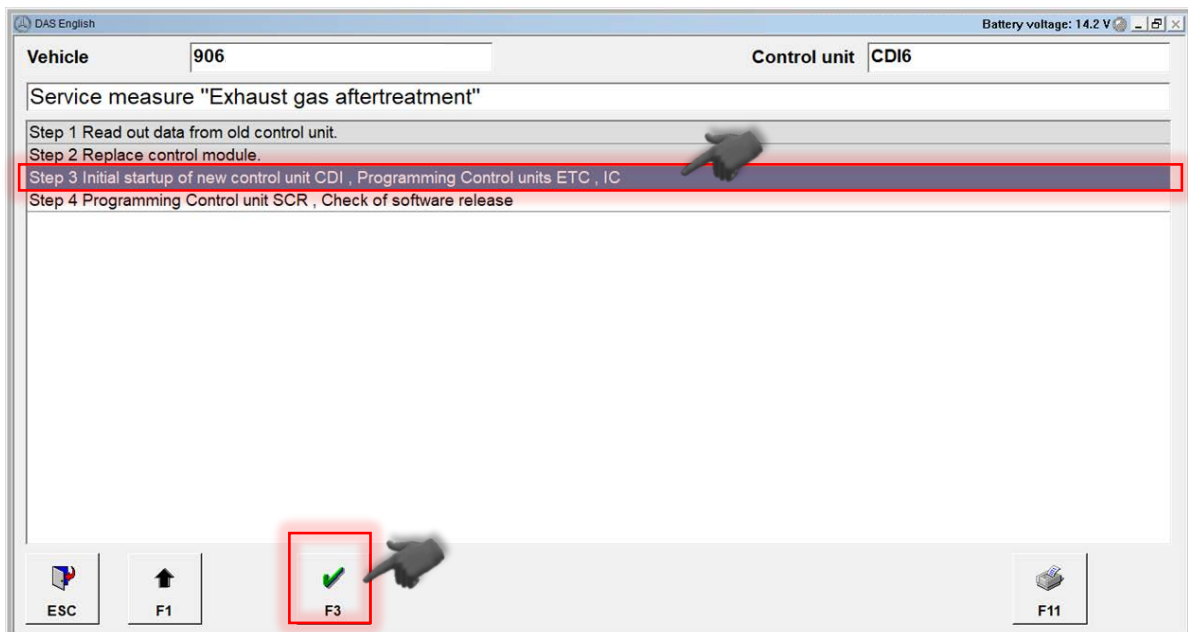 DAS English Battery voltage: 14.2 V
Vehicle 906 Control unit CDI6
Service measure "Exhaust gas aftertreatment"
Step 1 Read out data from old control unit.
Step 2 Replace control module.
Step 3 Initial startup of new control unit CDI , Programming Control units ETC , IC
Step 4 Programming Control unit SCR , Check of software release
ESC F1 F3 F11